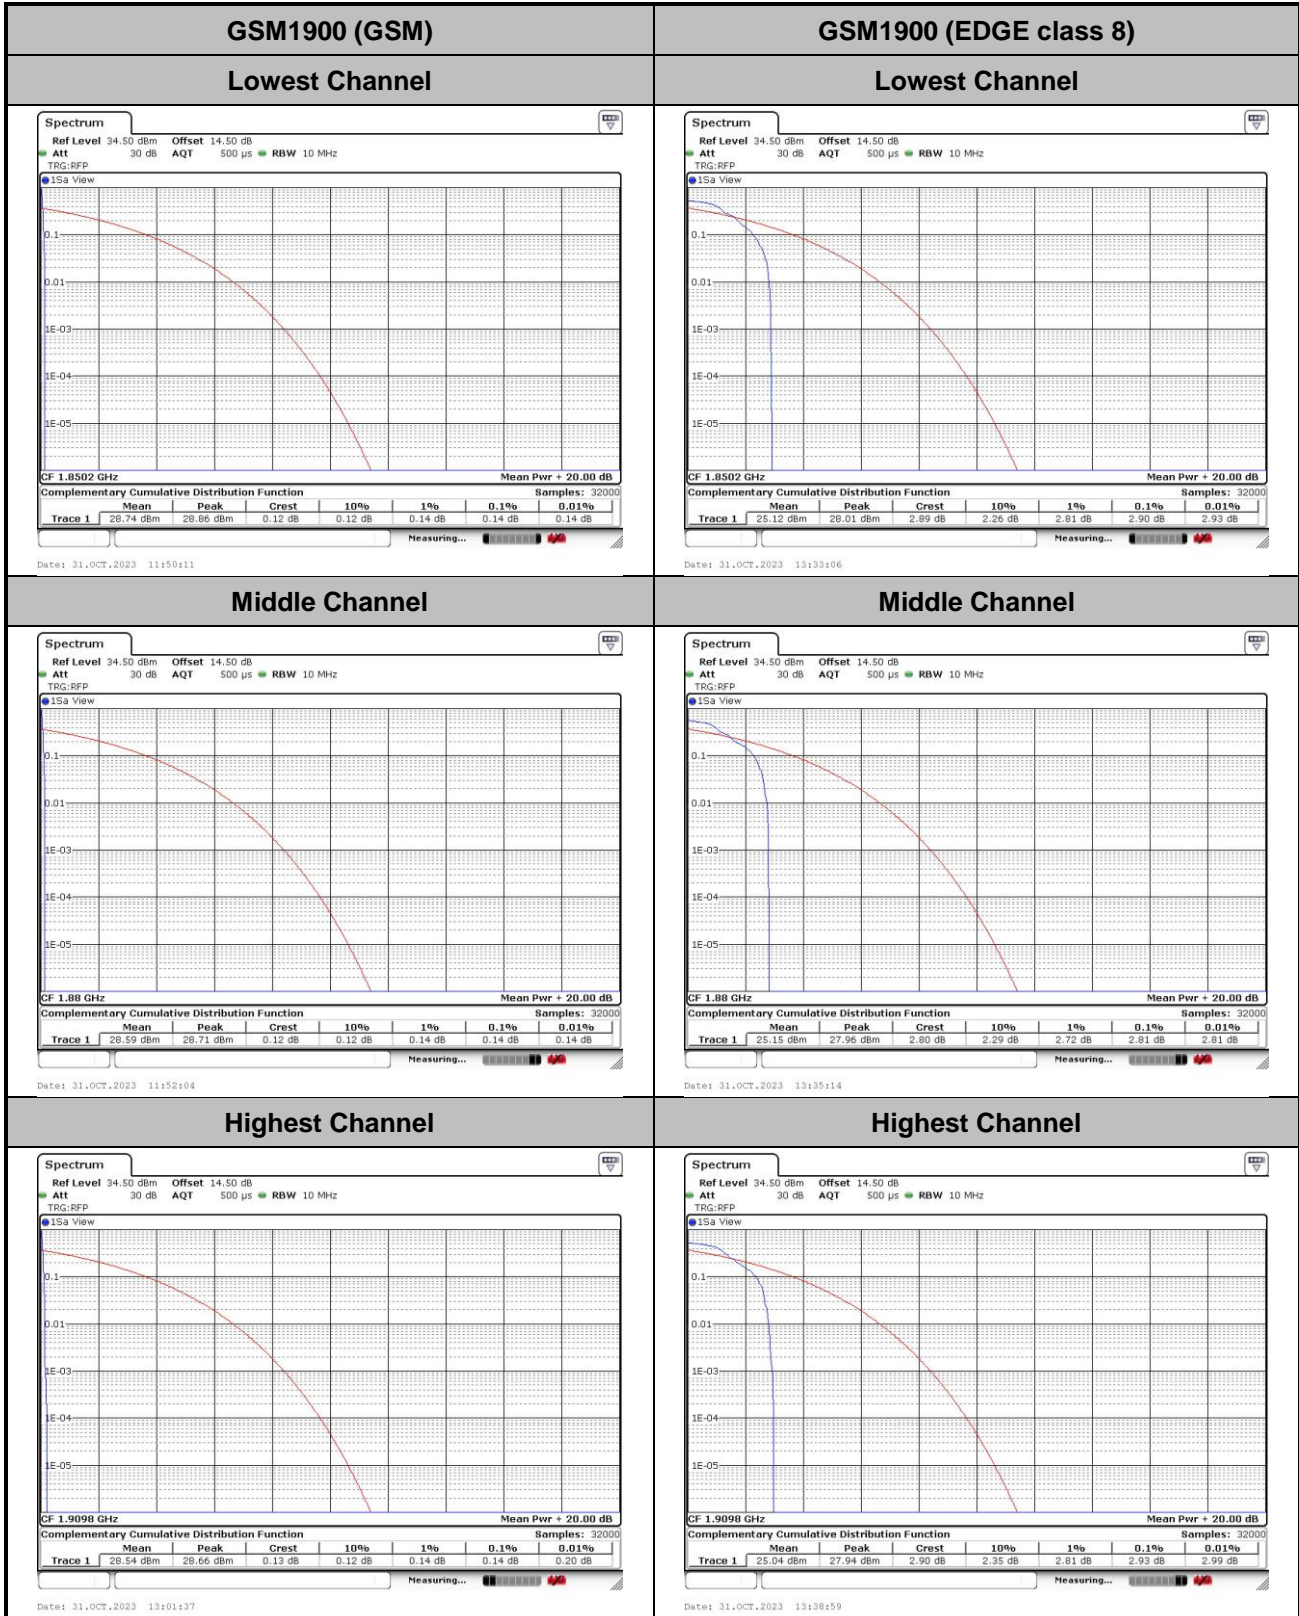 GSM1900 (GSM)
GSM1900 (EDGE class 8)
Lowest Channel
Lowest Channel
Spectrum
Ref Level 34.50 dBm Offset 14.50 dB
Att 30 dB AQT 500 µs RBW 10 MHz
TRG:RFP
1Sa View
0.1
0.01
1E-03
1E-04
1E-05
CF 1.8502 GHz Mean Pwr + 20.00 dB
Complementary Cumulative Distribution Function Samples: 32000
Mean Peak Crest 10% 1% 0.1% 0.01%
Trace 1 28.74 dBm 28.86 dBm 0.12 dB 0.12 dB 0.14 dB 0.14 dB 0.14 dB
Measuring...
Date: 31.OCT.2023 11:50:11
Spectrum
Ref Level 34.50 dBm Offset 14.50 dB
Att 30 dB AQT 500 µs RBW 10 MHz
TRG:RFP
1Sa View
0.1
0.01
1E-03
1E-04
1E-05
CF 1.8502 GHz Mean Pwr + 20.00 dB
Complementary Cumulative Distribution Function Samples: 32000
Mean Peak Crest 10% 1% 0.1% 0.01%
Trace 1 25.12 dBm 28.01 dBm 2.89 dB 2.26 dB 2.81 dB 2.90 dB 2.93 dB
Measuring...
Date: 31.OCT.2023 13:33:06
Middle Channel
Middle Channel
Spectrum
Ref Level 34.50 dBm Offset 14.50 dB
Att 30 dB AQT 500 µs RBW 10 MHz
TRG:RFP
1Sa View
0.1
0.01
1E-03
1E-04
1E-05
CF 1.88 GHz Mean Pwr + 20.00 dB
Complementary Cumulative Distribution Function Samples: 32000
Mean Peak Crest 10% 1% 0.1% 0.01%
Trace 1 28.59 dBm 28.71 dBm 0.12 dB 0.12 dB 0.14 dB 0.14 dB 0.14 dB
Measuring...
Date: 31.OCT.2023 11:52:04
Spectrum
Ref Level 34.50 dBm Offset 14.50 dB
Att 30 dB AQT 500 µs RBW 10 MHz
TRG:RFP
1Sa View
0.1
0.01
1E-03
1E-04
1E-05
CF 1.88 GHz Mean Pwr + 20.00 dB
Complementary Cumulative Distribution Function Samples: 32000
Mean Peak Crest 10% 1% 0.1% 0.01%
Trace 1 25.15 dBm 27.96 dBm 2.80 dB 2.29 dB 2.72 dB 2.81 dB 2.81 dB
Measuring...
Date: 31.OCT.2023 13:35:14
Highest Channel
Highest Channel
Spectrum
Ref Level 34.50 dBm Offset 14.50 dB
Att 30 dB AQT 500 µs RBW 10 MHz
TRG:RFP
1Sa View
0.1
0.01
1E-03
1E-04
1E-05
CF 1.9098 GHz Mean Pwr + 20.00 dB
Complementary Cumulative Distribution Function Samples: 32000
Mean Peak Crest 10% 1% 0.1% 0.01%
Trace 1 28.54 dBm 28.66 dBm 0.13 dB 0.12 dB 0.14 dB 0.14 dB 0.20 dB
Measuring...
Date: 31.OCT.2023 13:01:37
Spectrum
Ref Level 34.50 dBm Offset 14.50 dB
Att 30 dB AQT 500 µs RBW 10 MHz
TRG:RFP
1Sa View
0.1
0.01
1E-03
1E-04
1E-05
CF 1.9098 GHz Mean Pwr + 20.00 dB
Complementary Cumulative Distribution Function Samples: 32000
Mean Peak Crest 10% 1% 0.1% 0.01%
Trace 1 25.04 dBm 27.94 dBm 2.90 dB 2.35 dB 2.81 dB 2.93 dB 2.99 dB
Measuring...
Date: 31.OCT.2023 13:38:59